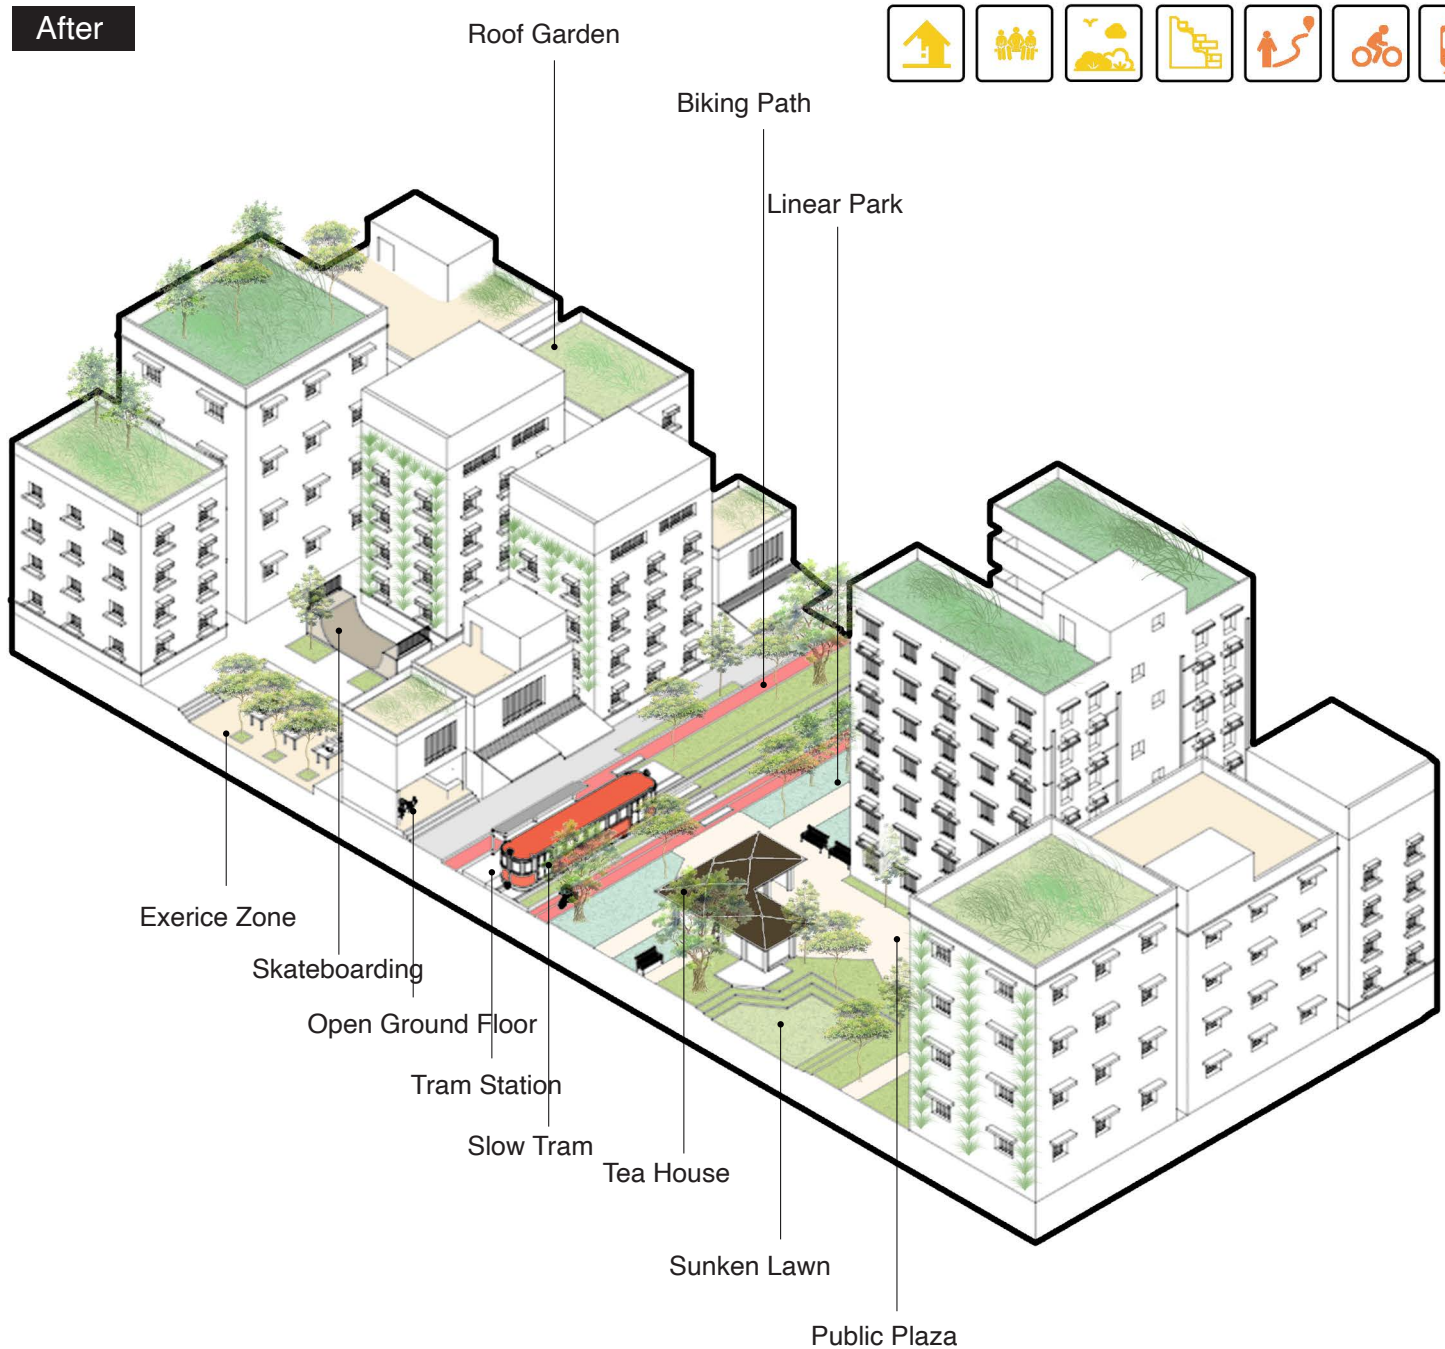 After
Roof Garden
Biking Path
Linear Park
Exerice Zone
Skateboarding
Open Ground Floor
Tram Station
Slow Tram
Tea House
Sunken Lawn
Public Plaza